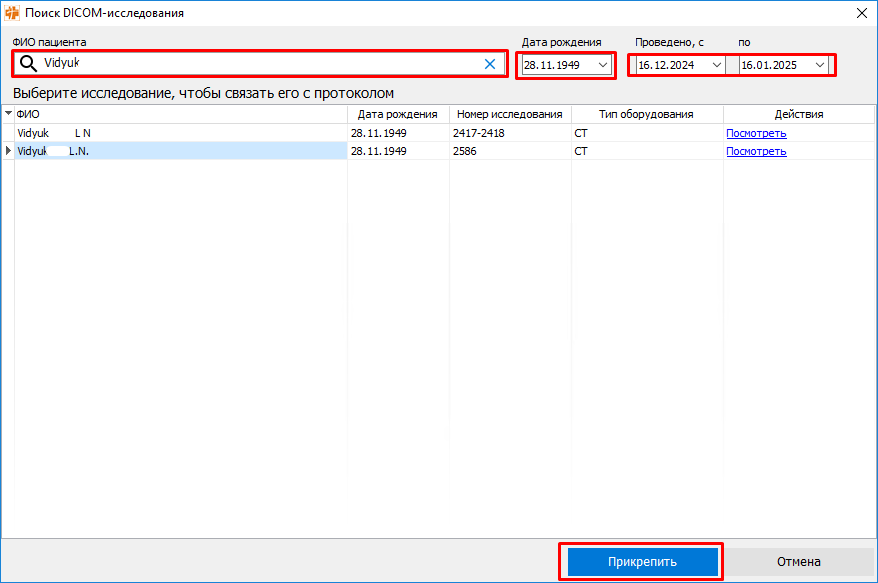 Поиск DICOM-исследования
ФИО пациента Дата рождения Проведено, с по
Vidyuk 28.11.1949 16.12.2024 16.01.2025
Выберите исследование, чтобы связать его с протоколом
ФИО Дата рождения Номер исследования Тип оборудования Действия
Vidyuk L N 28.11.1949 2417-2418 CT Посмотреть
Vidyuk L.N. 28.11.1949 2586 CT Посмотреть
Прикрепить Отмена